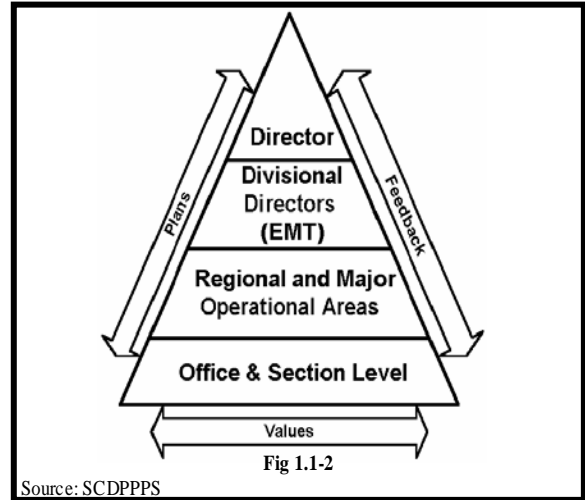 Director
Divisional
Directors
(EMT)
Plans
Feedback
Regional and Major
Operational Areas
Office & Section Level
Values
Fig 1.1-2
Source: SCDPPPS